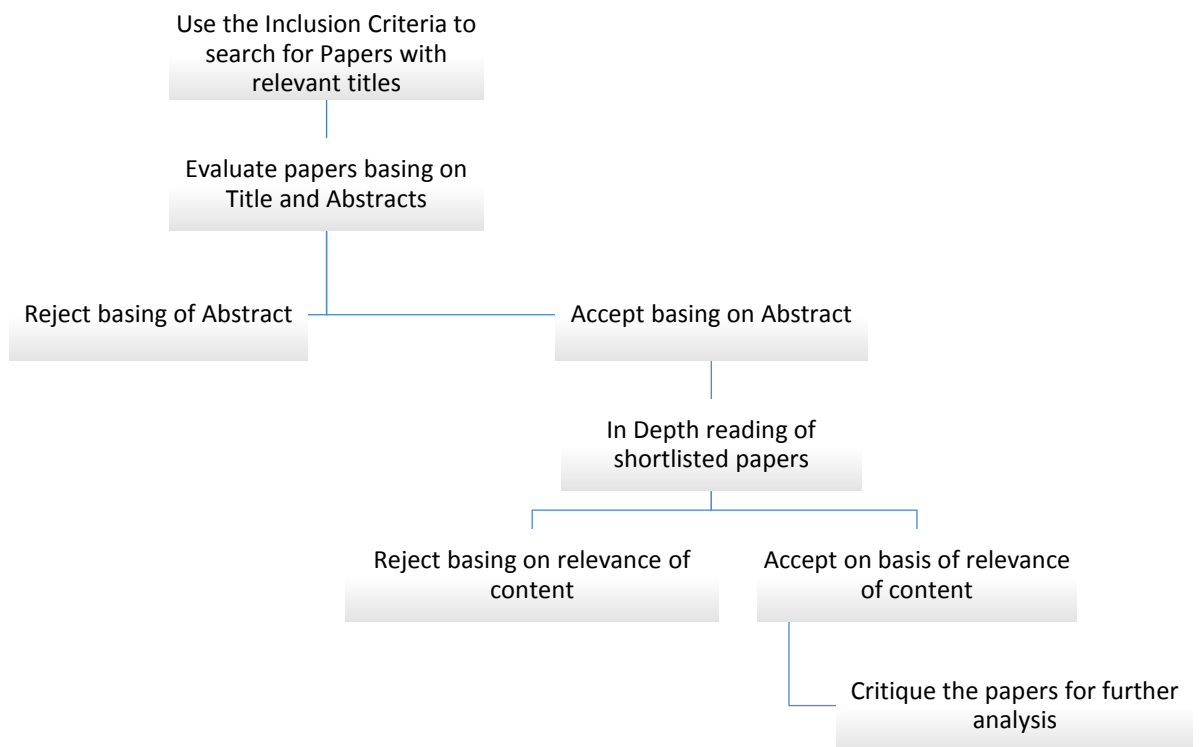 Use the Inclusion Criteria to
search for Papers with
relevant titles
Evaluate papers basing on
Title and Abstracts
Reject basing of Abstract
Accept basing on Abstract
In Depth reading of
shortlisted papers
Reject basing on relevance of
content
Accept on basis of relevance
of content
Critique the papers for further
analysis